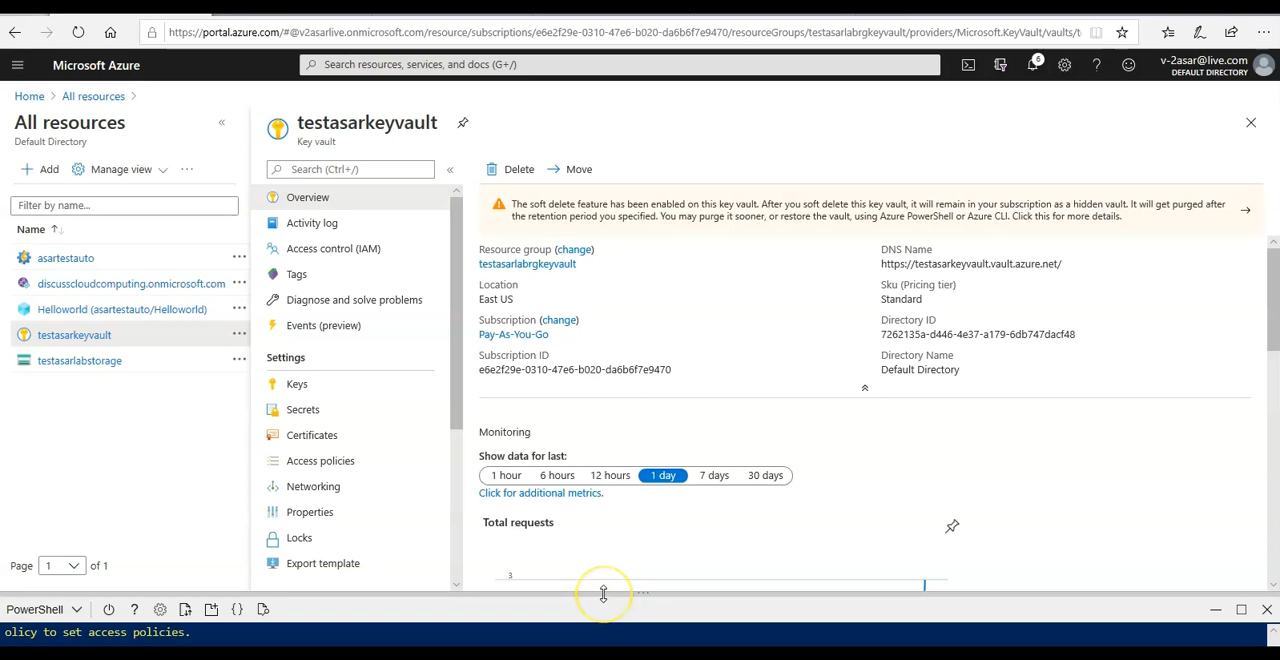 https://portal.azure.com/#@v2asarlive.onmicrosoft.com/resource/subscriptions/e6e2f29e-0310-47e6-b020-da6b6f7e9470/resourceGroups/testasarlabrgkeyvault/providers/Microsoft.KeyVault/vaults/t
Microsoft Azure
Search resources, services, and docs (G+/)
6
v-2asar@live.com
DEFAULT DIRECTORY
Home > All resources >
All resources
Default Directory
Add
Manage view
Filter by name...
Name
asartestauto
discusscloudcomputing.onmicrosoft.com
Helloworld (asartestauto/Helloworld)
testasarkeyvault
testasarlabstorage
Page 1 of 1
testasarkeyvault
Key vault
Search (Ctrl+/)
Overview
Activity log
Access control (IAM)
Tags
Diagnose and solve problems
Events (preview)
Settings
Keys
Secrets
Certificates
Access policies
Networking
Properties
Locks
Export template
Delete
Move
The soft delete feature has been enabled on this key vault. After you soft delete this key vault, it will remain in your subscription as a hidden vault. It will get purged after
the retention period you specified. You may purge it sooner, or restore the vault, using Azure PowerShell or Azure CLI. Click this for more details.
Resource group (change)
testasarlabrgkeyvault
Location
East US
Subscription (change)
Pay-As-You-Go
Subscription ID
e6e2f29e-0310-47e6-b020-da6b6f7e9470
DNS Name
https://testasarkeyvault.vault.azure.net/
Sku (Pricing tier)
Standard
Directory ID
7262135a-d446-4e37-a179-6db747dacf48
Directory Name
Default Directory
Monitoring
Show data for last:
1 hour
6 hours
12 hours
1 day
7 days
30 days
Click for additional metrics.
Total requests
3
PowerShell
olicy to set access policies.